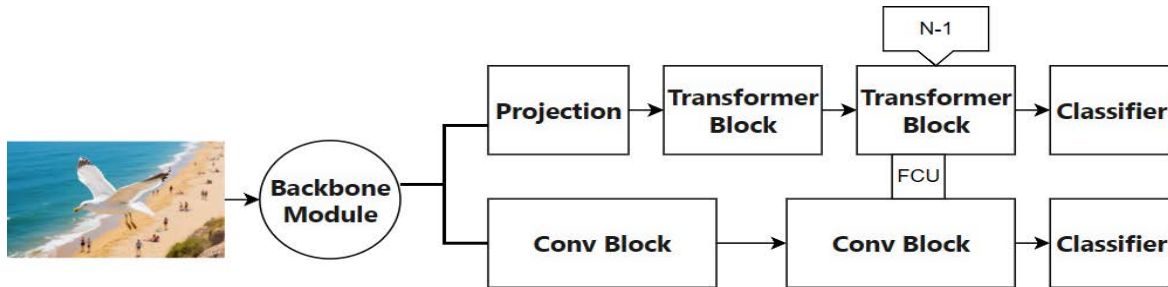 N-1
Projection
Transformer
Block
Transformer
Block
Classifier
FCU
Backbone
Module
Conv Block
Conv Block
Classifier